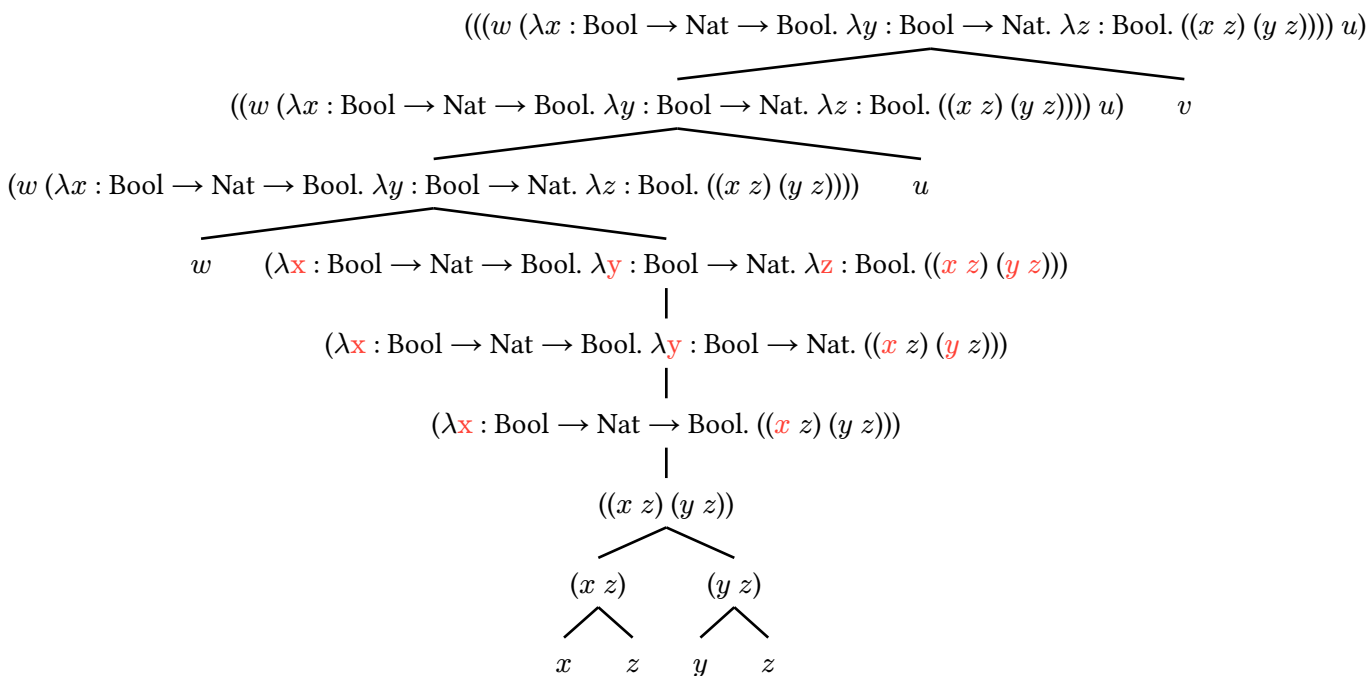 (((w (λx : Bool → Nat → Bool. λy : Bool → Nat. λz : Bool. ((x z) (y z)))) u)
((w (λx : Bool → Nat → Bool. λy : Bool → Nat. λz : Bool. ((x z) (y z)))) u) v
(w (λx : Bool → Nat → Bool. λy : Bool → Nat. λz : Bool. ((x z) (y z)))) u
w (λx : Bool → Nat → Bool. λy : Bool → Nat. λz : Bool. ((x z) (y z)))
(λx : Bool → Nat → Bool. λy : Bool → Nat. ((x z) (y z)))
(λx : Bool → Nat → Bool. ((x z) (y z)))
((x z) (y z))
(x z) (y z)
x z y z